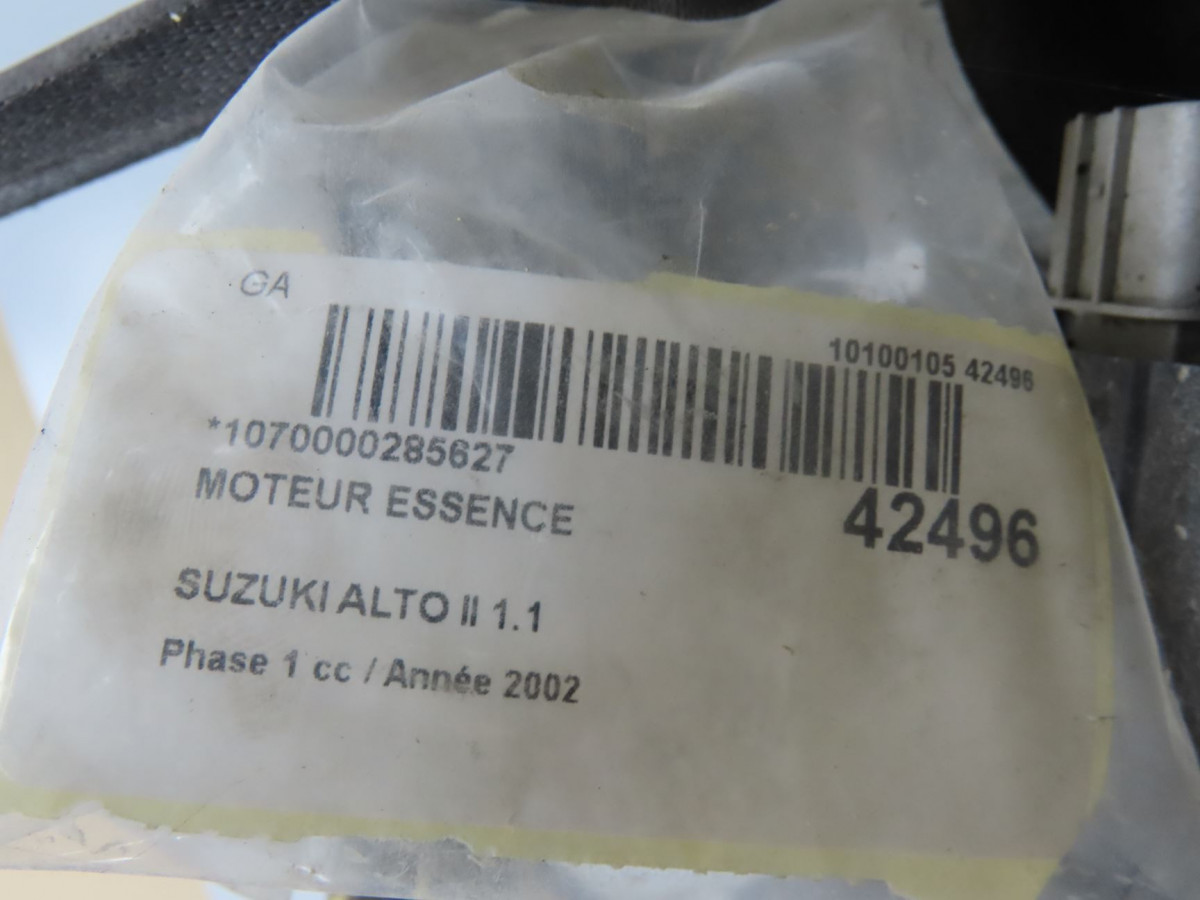 GA
10100105 42496
*1070000285627
MOTEUR ESSENCE
42496
SUZUKI ALTO II 1.1
Phase 1 cc / Année 2002